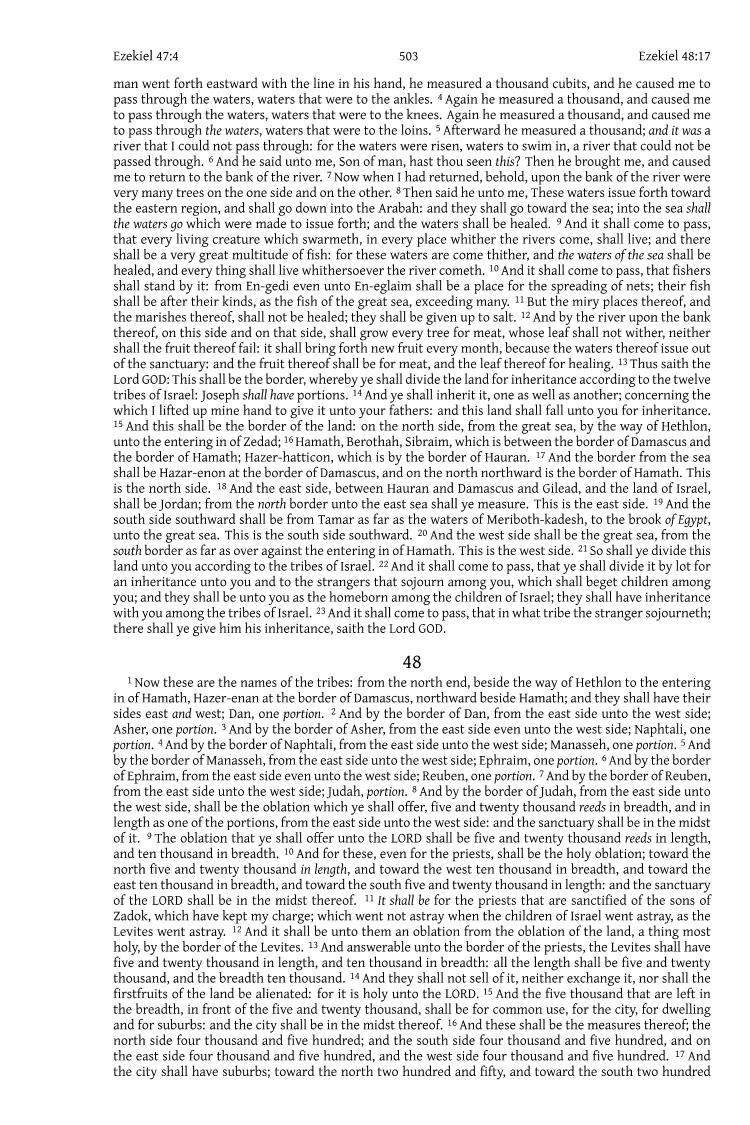 Ezekiel 47:4 503 Ezekiel 48:17
man went forth eastward with the line in his hand, he measured a thousand cubits, and he caused me to
pass through the waters, waters that were to the ankles. 4 Again he measured a thousand, and caused me
to pass through the waters, waters that were to the knees. Again he measured a thousand, and caused me
to pass through the waters, waters that were to the loins. 5 Afterward he measured a thousand; and it was a
river that I could not pass through: for the waters were risen, waters to swim in, a river that could not be
passed through. 6 And he said unto me, Son of man, hast thou seen this? Then he brought me, and caused
me to return to the bank of the river. 7 Now when I had returned, behold, upon the bank of the river were
very many trees on the one side and on the other. 8 Then said he unto me, These waters issue forth toward
the eastern region, and shall go down into the Arabah: and they shall go toward the sea; into the sea shall
the waters go which were made to issue forth; and the waters shall be healed. 9 And it shall come to pass,
that every living creature which swarmeth, in every place whither the rivers come, shall live; and there
shall be a very great multitude of fish: for these waters are come thither, and the waters of the sea shall be
healed, and every thing shall live whithersoever the river cometh. 10 And it shall come to pass, that fishers
shall stand by it: from En-gedi even unto En-eglaim shall be a place for the spreading of nets; their fish
shall be after their kinds, as the fish of the great sea, exceeding many. 11 But the miry places thereof, and
the marishes thereof, shall not be healed; they shall be given up to salt. 12 And by the river upon the bank
thereof, on this side and on that side, shall grow every tree for meat, whose leaf shall not wither, neither
shall the fruit thereof fail: it shall bring forth new fruit every month, because the waters thereof issue out
of the sanctuary: and the fruit thereof shall be for meat, and the leaf thereof for healing. 13 Thus saith the
Lord GOD: This shall be the border, whereby ye shall divide the land for inheritance according to the twelve
tribes of Israel: Joseph shall have portions. 14 And ye shall inherit it, one as well as another; concerning the
which I lifted up mine hand to give it unto your fathers: and this land shall fall unto you for inheritance.
15 And this shall be the border of the land: on the north side, from the great sea, by the way of Hethlon,
unto the entering in of Zedad; 16 Hamath, Berothah, Sibraim, which is between the border of Damascus and
the border of Hamath; Hazer-hatticon, which is by the border of Hauran. 17 And the border from the sea
shall be Hazar-enon at the border of Damascus, and on the north northward is the border of Hamath. This
is the north side. 18 And the east side, between Hauran and Damascus and Gilead, and the land of Israel,
shall be Jordan; from the north border unto the east sea shall ye measure. This is the east side. 19 And the
south side southward shall be from Tamar as far as the waters of Meriboth-kadesh, to the brook of Egypt,
unto the great sea. This is the south side southward. 20 And the west side shall be the great sea, from the
south border as far as over against the entering in of Hamath. This is the west side. 21 So shall ye divide this
land unto you according to the tribes of Israel. 22 And it shall come to pass, that ye shall divide it by lot for
an inheritance unto you and to the strangers that sojourn among you, which shall beget children among
you; and they shall be unto you as the homeborn among the children of Israel; they shall have inheritance
with you among the tribes of Israel. 23 And it shall come to pass, that in what tribe the stranger sojourneth;
there shall ye give him his inheritance, saith the Lord GOD.
48
1 Now these are the names of the tribes: from the north end, beside the way of Hethlon to the entering
in of Hamath, Hazer-enan at the border of Damascus, northward beside Hamath; and they shall have their
sides east and west; Dan, one portion. 2 And by the border of Dan, from the east side unto the west side;
Asher, one portion. 3 And by the border of Asher, from the east side even unto the west side; Naphtali, one
portion. 4 And by the border of Naphtali, from the east side unto the west side; Manasseh, one portion. 5 And
by the border of Manasseh, from the east side unto the west side; Ephraim, one portion. 6 And by the border
of Ephraim, from the east side even unto the west side; Reuben, one portion. 7 And by the border of Reuben,
from the east side unto the west side; Judah, portion. 8 And by the border of Judah, from the east side unto
the west side, shall be the oblation which ye shall offer, five and twenty thousand reeds in breadth, and in
length as one of the portions, from the east side unto the west side: and the sanctuary shall be in the midst
of it. 9 The oblation that ye shall offer unto the LORD shall be five and twenty thousand reeds in length,
and ten thousand in breadth. 10 And for these, even for the priests, shall be the holy oblation; toward the
north five and twenty thousand in length, and toward the west ten thousand in breadth, and toward the
east ten thousand in breadth, and toward the south five and twenty thousand in length: and the sanctuary
of the LORD shall be in the midst thereof. 11 It shall be for the priests that are sanctified of the sons of
Zadok, which have kept my charge; which went not astray when the children of Israel went astray, as the
Levites went astray. 12 And it shall be unto them an oblation from the oblation of the land, a thing most
holy, by the border of the Levites. 13 And answerable unto the border of the priests, the Levites shall have
five and twenty thousand in length, and ten thousand in breadth: all the length shall be five and twenty
thousand, and the breadth ten thousand. 14 And they shall not sell of it, neither exchange it, nor shall the
firstfruits of the land be alienated: for it is holy unto the LORD. 15 And the five thousand that are left in
the breadth, in front of the five and twenty thousand, shall be for common use, for the city, for dwelling
and for suburbs: and the city shall be in the midst thereof. 16 And these shall be the measures thereof; the
north side four thousand and five hundred; and the south side four thousand and five hundred, and on
the east side four thousand and five hundred, and the west side four thousand and five hundred. 17 And
the city shall have suburbs; toward the north two hundred and fifty, and toward the south two hundred